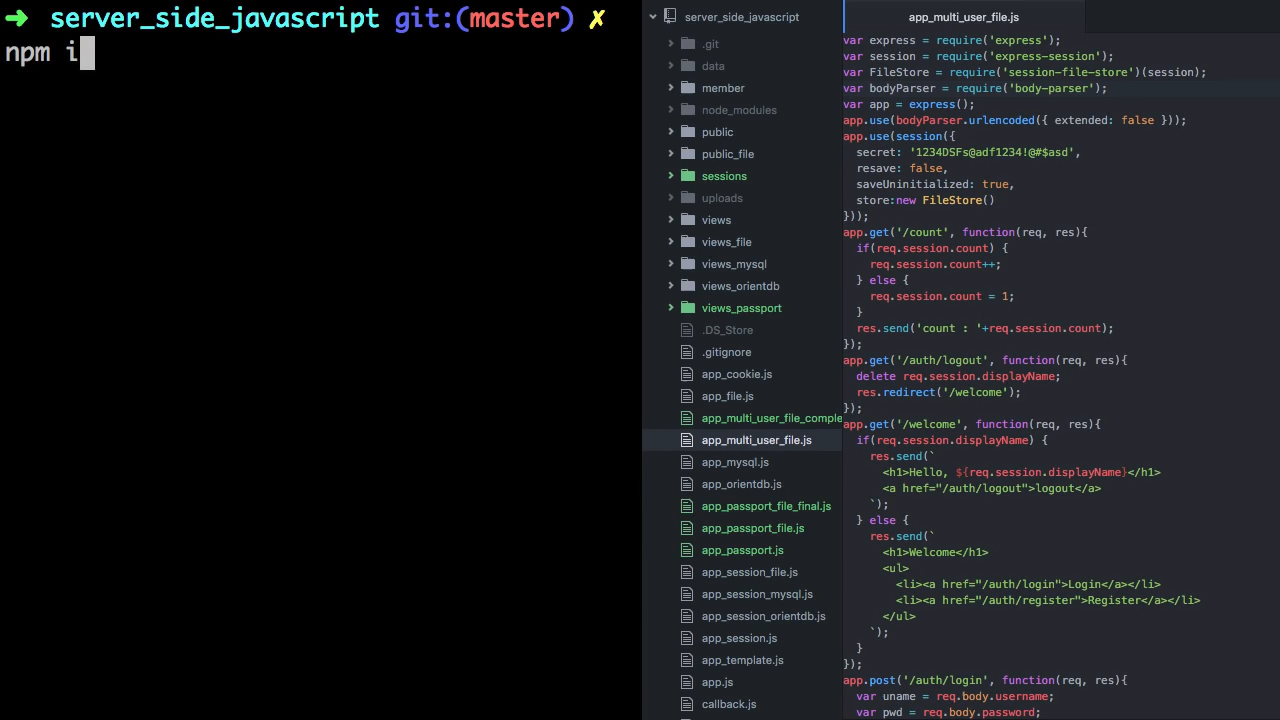 ➜ server_side_javascript git:(master) ✗
npm i
server_side_javascript
.git
data
member
node_modules
public
public_file
sessions
uploads
views
views_file
views_mysql
views_orientdb
views_passport
.DS_Store
.gitignore
app_cookie.js
app_file.js
app_multi_user_file_comple
app_multi_user_file.js
app_mysql.js
app_orientdb.js
app_passport_file_final.js
app_passport_file.js
app_passport.js
app_session_file.js
app_session_mysql.js
app_session_orientdb.js
app_session.js
app_template.js
app.js
callback.js
app_multi_user_file.js
var express = require('express');
var session = require('express-session');
var FileStore = require('session-file-store')(session);
var bodyParser = require('body-parser');
var app = express();
app.use(bodyParser.urlencoded({ extended: false }));
app.use(session({
  secret: '1234DSFs@adf1234!@#$asd',
  resave: false,
  saveUninitialized: true,
  store:new FileStore()
}));
app.get('/count', function(req, res){
  if(req.session.count) {
    req.session.count++;
  } else {
    req.session.count = 1;
  }
  res.send('count : '+req.session.count);
});
app.get('/auth/logout', function(req, res){
  delete req.session.displayName;
  res.redirect('/welcome');
});
app.get('/welcome', function(req, res){
  if(req.session.displayName) {
    res.send(`
      <h1>Hello, ${req.session.displayName}</h1>
      <a href="/auth/logout">logout</a>
    `);
  } else {
    res.send(`
      <h1>Welcome</h1>
      <ul>
        <li><a href="/auth/login">Login</a></li>
        <li><a href="/auth/register">Register</a></li>
      </ul>
    `);
  }
});
app.post('/auth/login', function(req, res){
  var uname = req.body.username;
  var pwd = req.body.password;